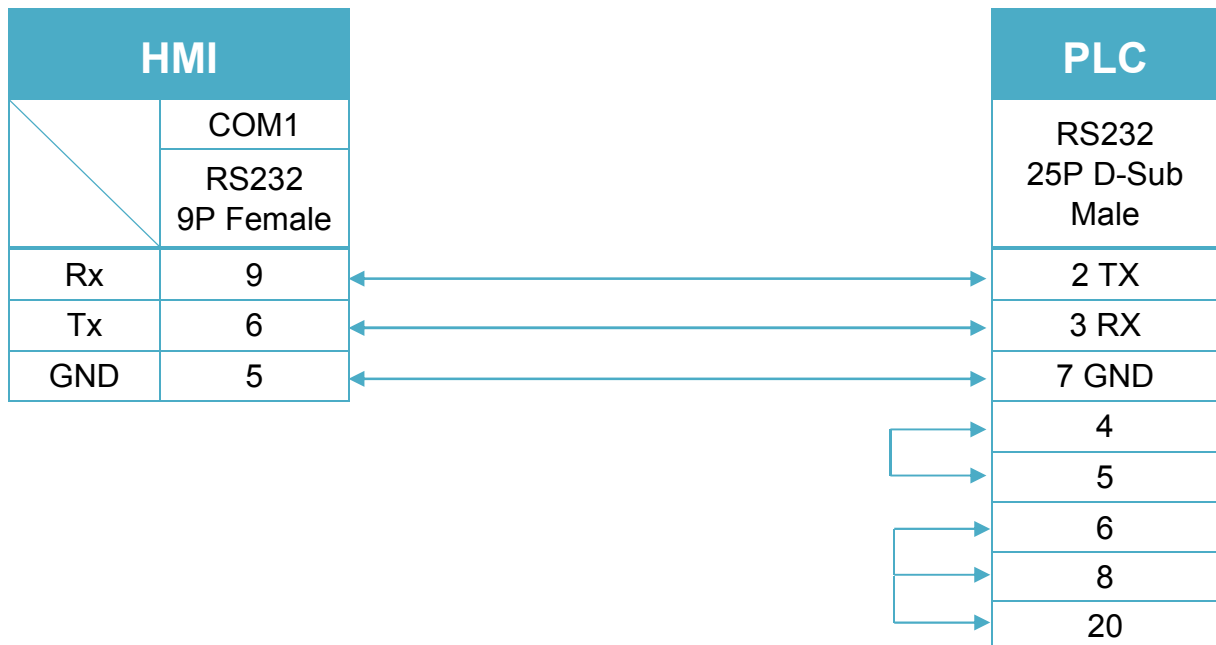 HMI
PLC
COM1
RS232
9P Female
RS232
25P D-Sub
Male
Rx 9 2 TX
Tx 6 3 RX
GND 5 7 GND
4
5
6
8
20